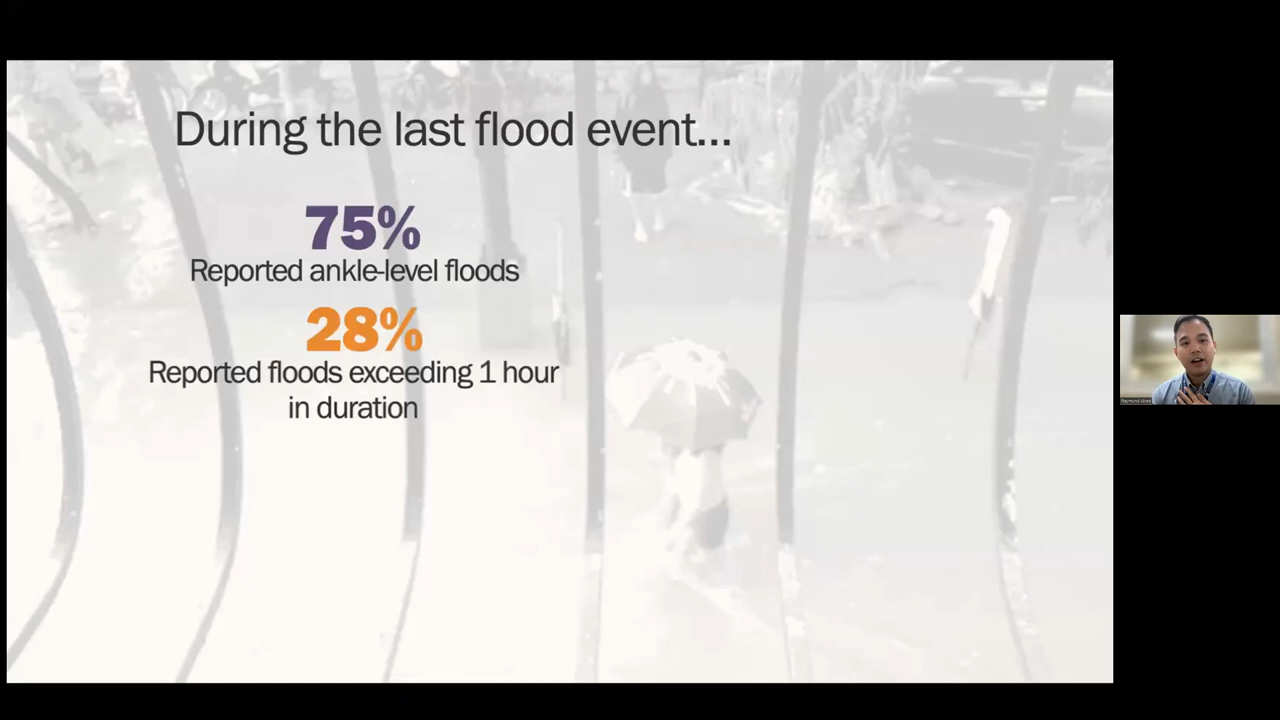 During the last flood event...
75%
Reported ankle-level floods
28%
Reported floods exceeding 1 hour
in duration